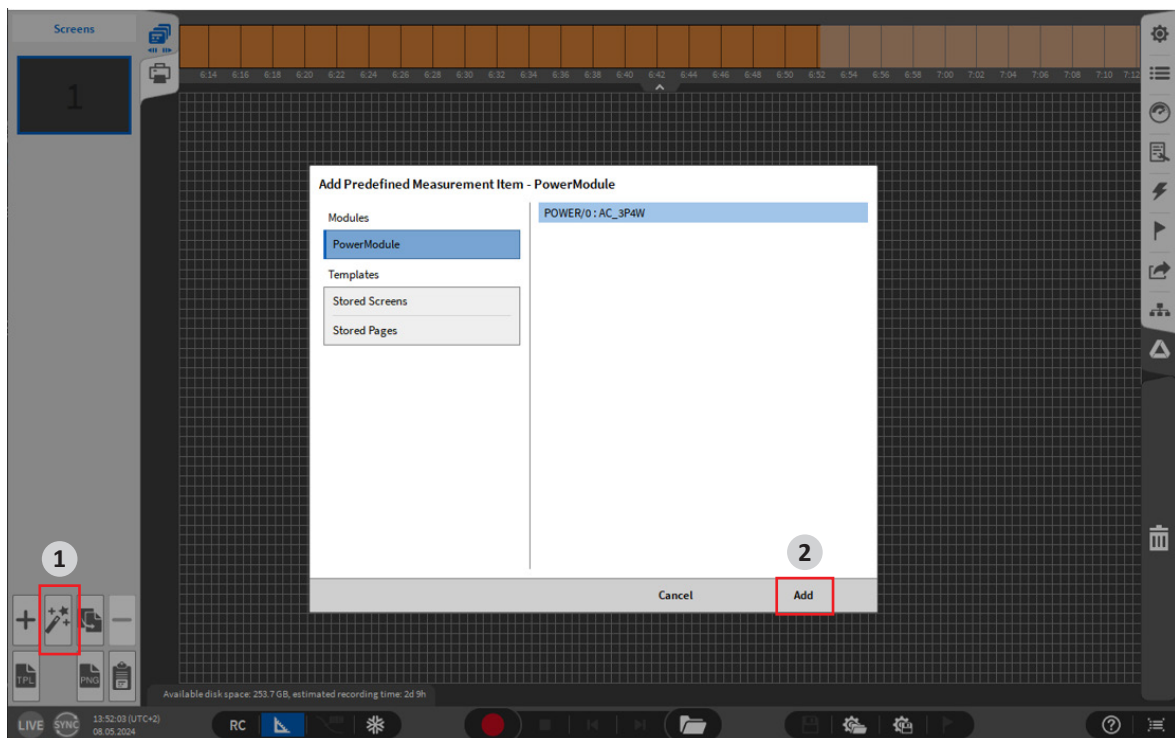 Screens
1
6:14 6:16 6:18 6:20 6:22 6:24 6:26 6:28 6:30 6:32 6:34 6:36 6:38 6:40 6:42 6:44 6:46 6:48 6:50 6:52 6:54 6:56 6:58 7:00 7:02 7:04 7:06 7:08 7:10 7:12
Add Predefined Measurement Item - PowerModule
Modules
PowerModule
Templates
Stored Screens
Stored Pages
POWER/0 : AC_3P4W
1
2
Cancel Add
TPL PNG
Available disk space: 253.7 GB, estimated recording time: 2d 9h
LIVE SYNC
13:52:03 (UTC+2)
08.05.2024
RC